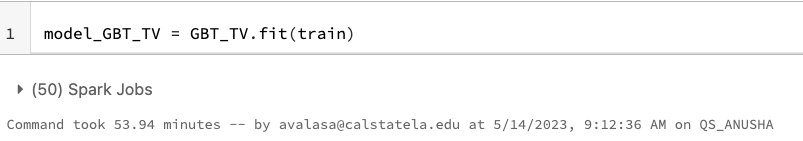 1 model_GBT_TV = GBT_TV.fit(train)
(50) Spark Jobs
Command took 53.94 minutes -- by avalasa@calstatela.edu at 5/14/2023, 9:12:36 AM on QS_ANUSHA